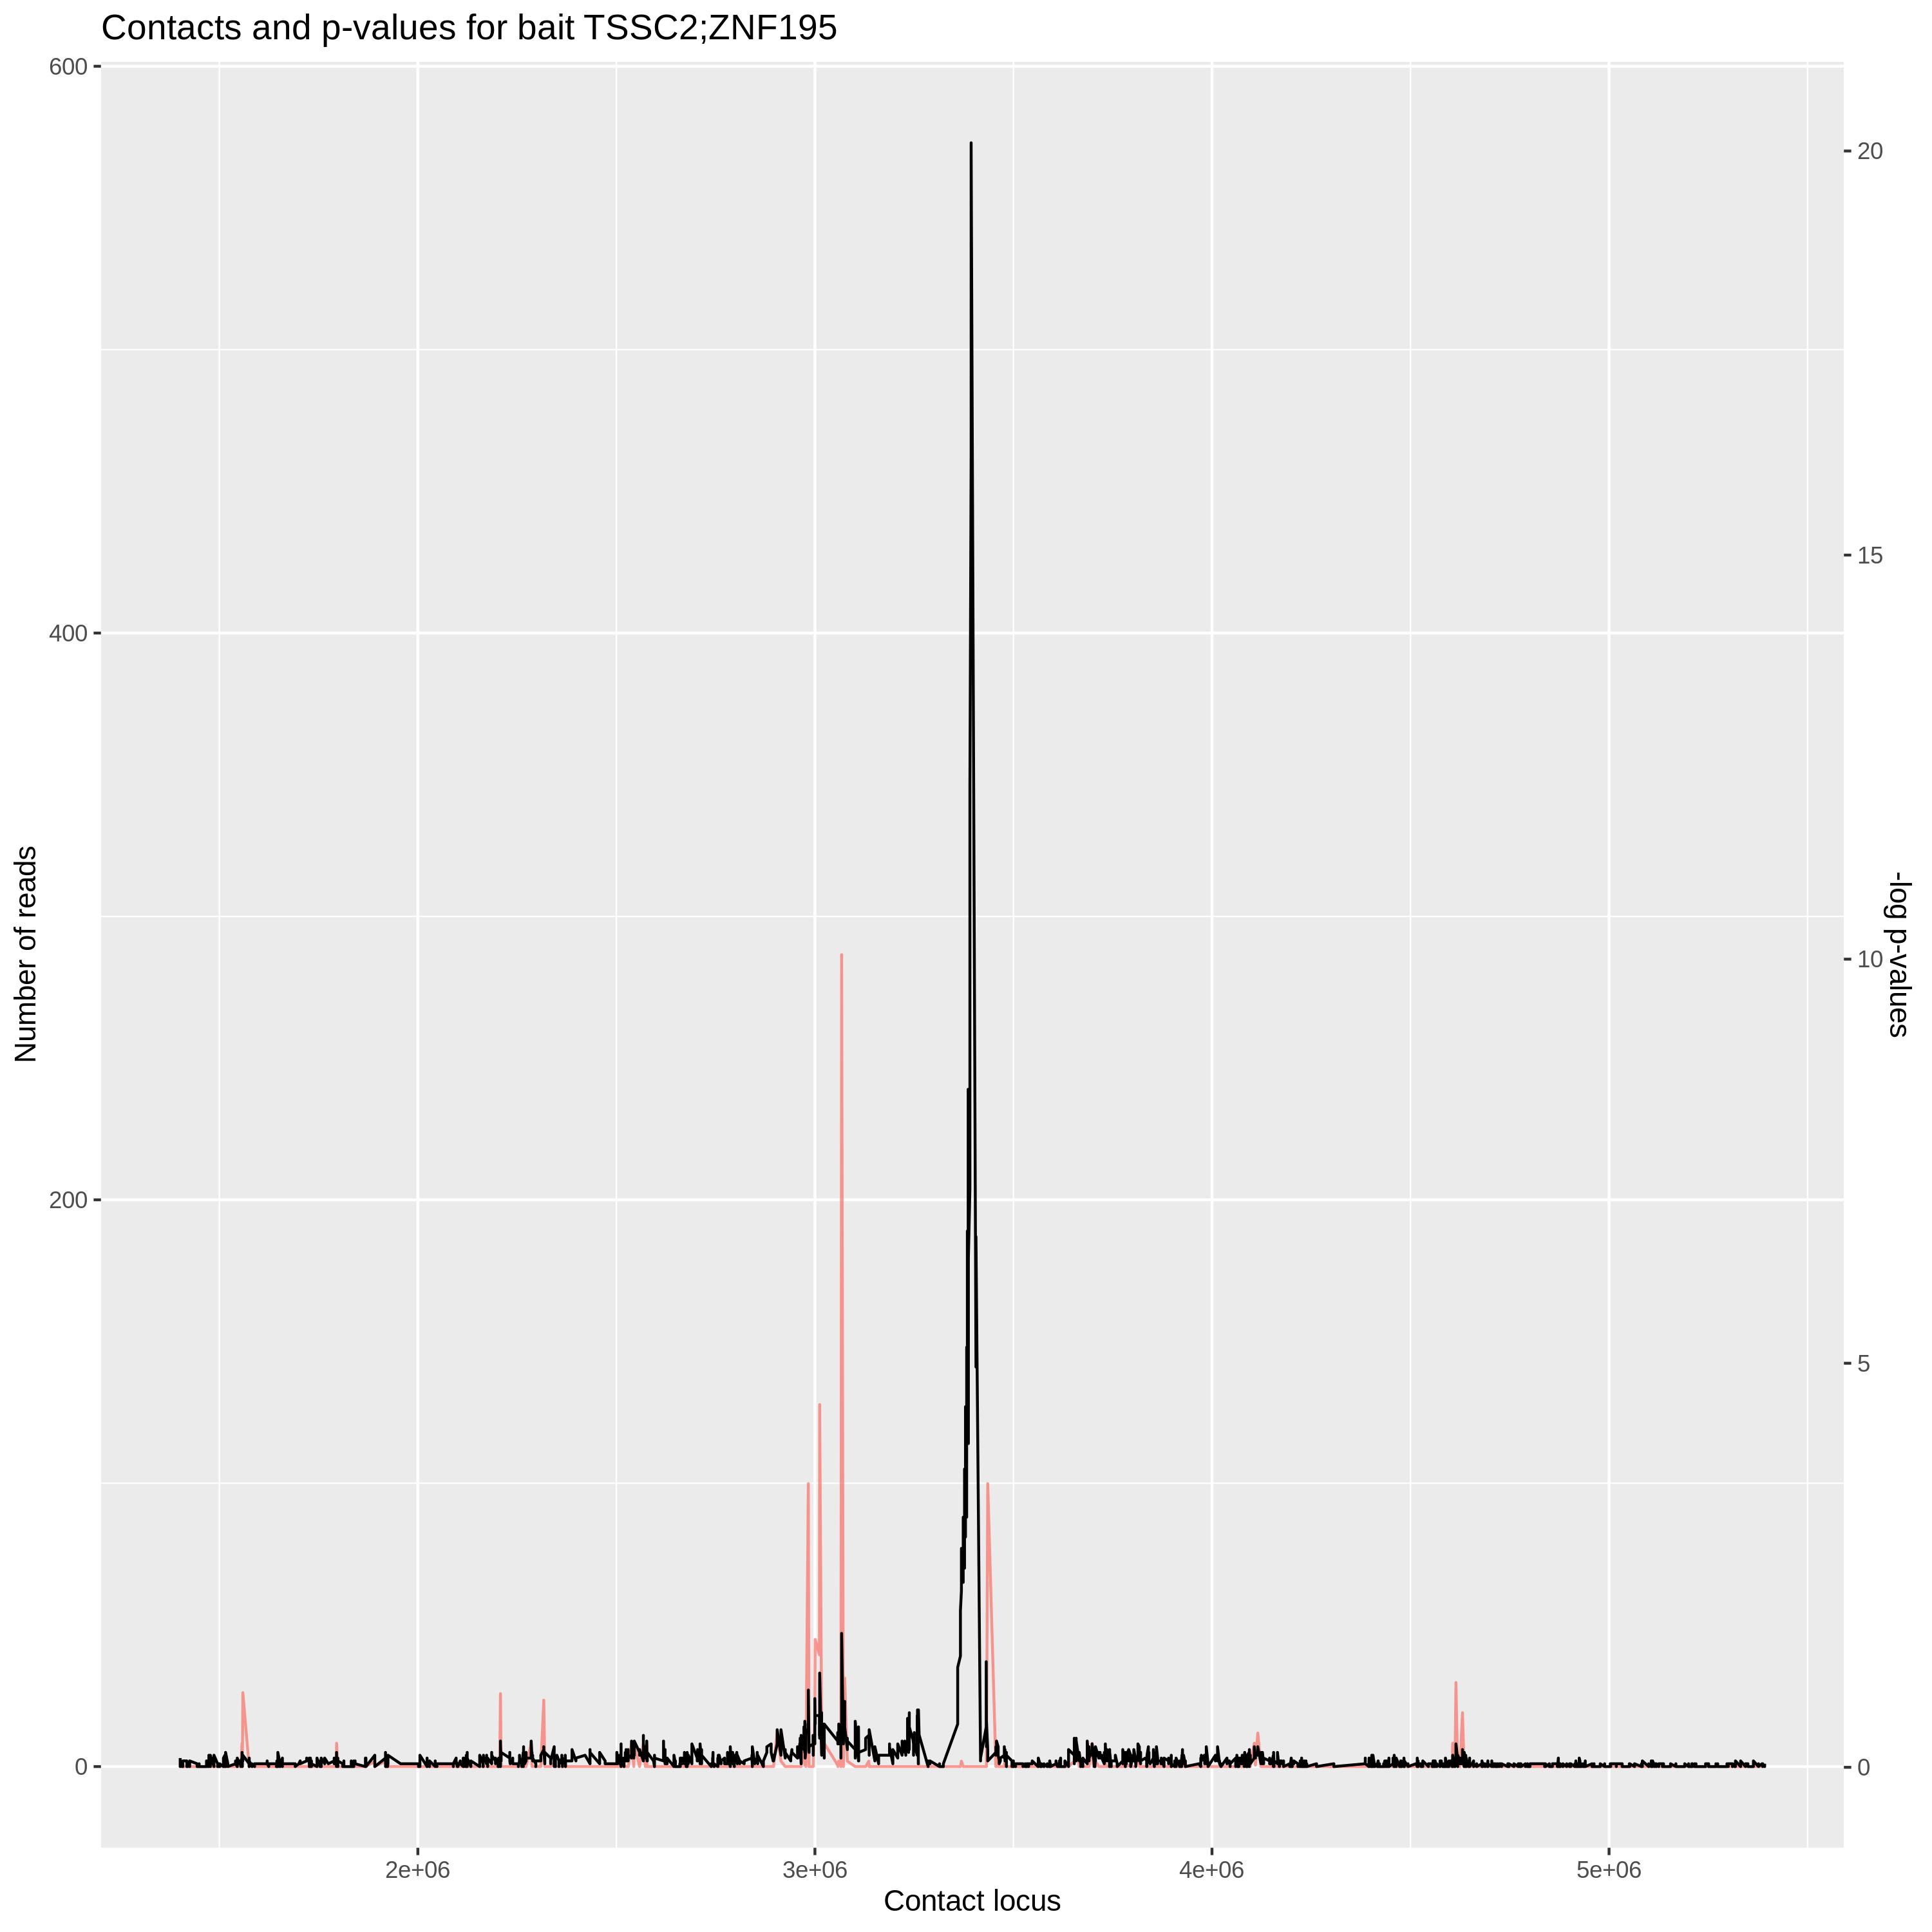 Contacts and p-values for bait TSSC2;ZNF195
600
400
200
0
Number of reads
20
15
10
5
0
-log p-values
2e+06
3e+06
4e+06
5e+06
Contact locus